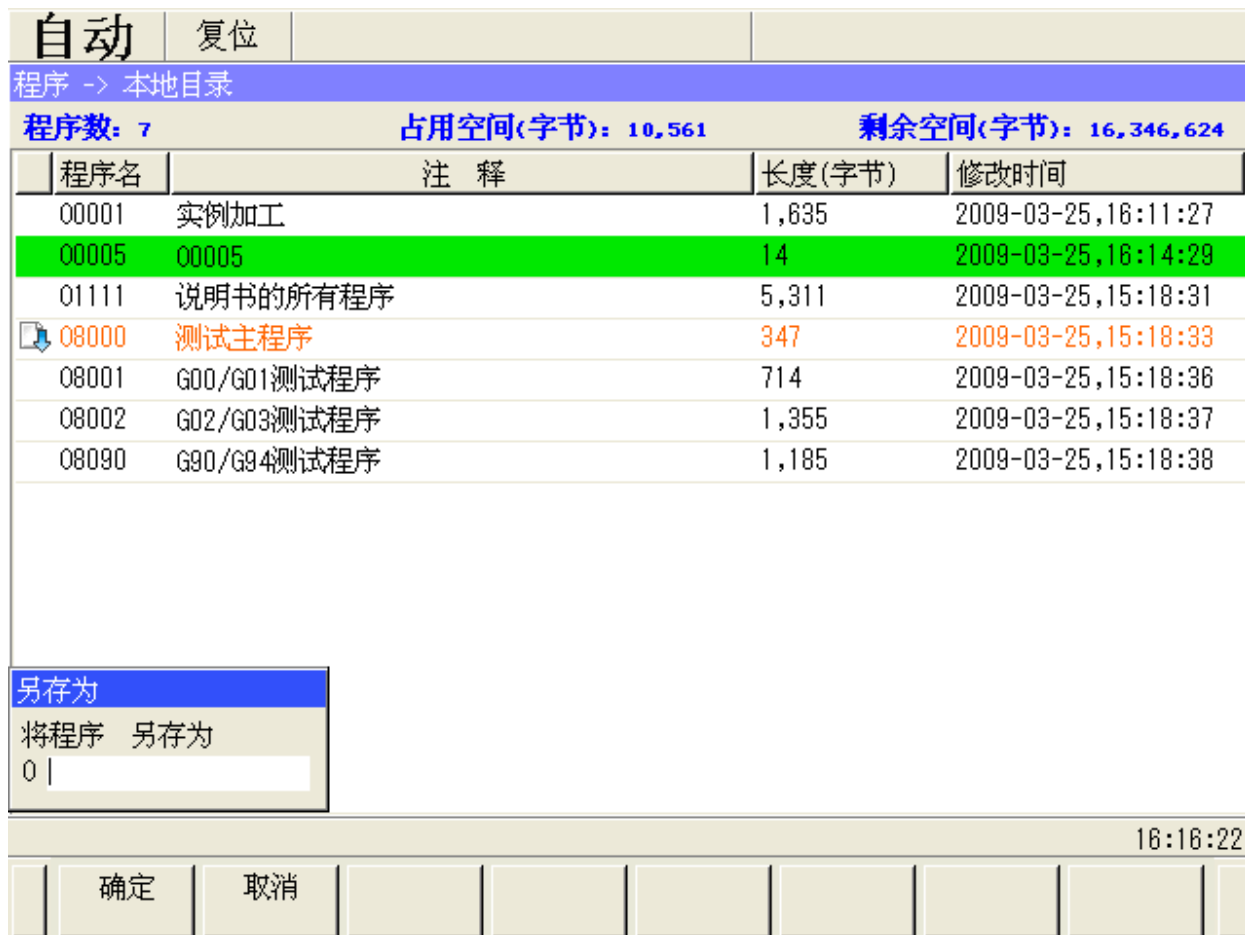 自动 复位
程序 -> 本地目录
程序数: 7 占用空间(字节): 10,561 剩余空间(字节): 16,346,624
程序名 注 释 长度(字节) 修改时间
O0001 实例加工 1,635 2009-03-25,16:11:27
O0005 O0005 14 2009-03-25,16:14:29
O1111 说明书的所有程序 5,311 2009-03-25,15:18:31
O8000 测试主程序 347 2009-03-25,15:18:33
O8001 G00/G01测试程序 714 2009-03-25,15:18:36
O8002 G02/G03测试程序 1,355 2009-03-25,15:18:37
O8090 G90/G94测试程序 1,185 2009-03-25,15:18:38
另存为
将程序 另存为
O
16:16:22
确定 取消